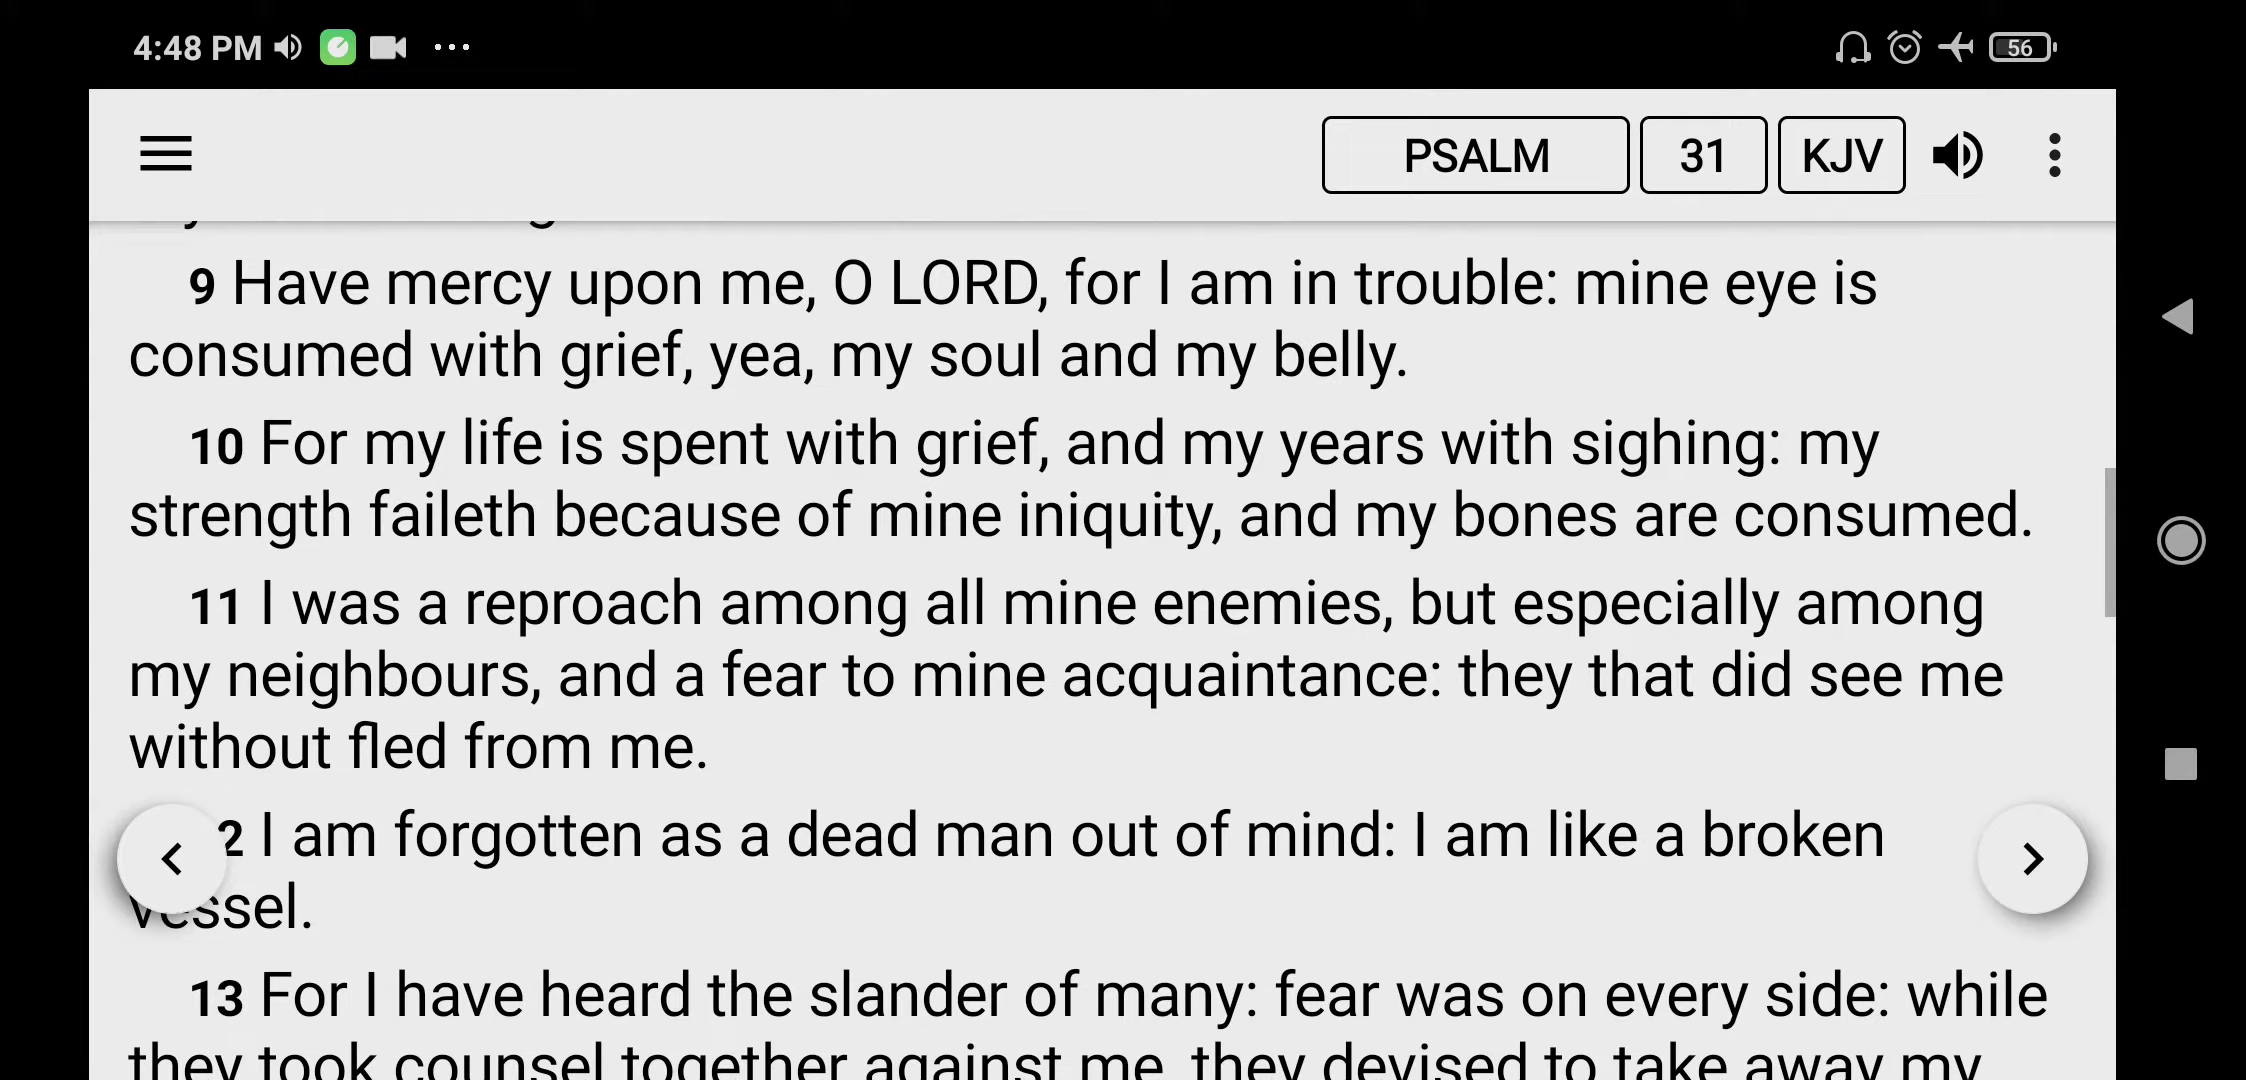 4:48 PM
56
PSALM 31 KJV
9 Have mercy upon me, O LORD, for I am in trouble: mine eye is
consumed with grief, yea, my soul and my belly.
10 For my life is spent with grief, and my years with sighing: my
strength faileth because of mine iniquity, and my bones are consumed.
11 I was a reproach among all mine enemies, but especially among
my neighbours, and a fear to mine acquaintance: they that did see me
without fled from me.
2 I am forgotten as a dead man out of mind: I am like a broken
vessel.
13 For I have heard the slander of many: fear was on every side: while
they took counsel together against me, they devised to take away my